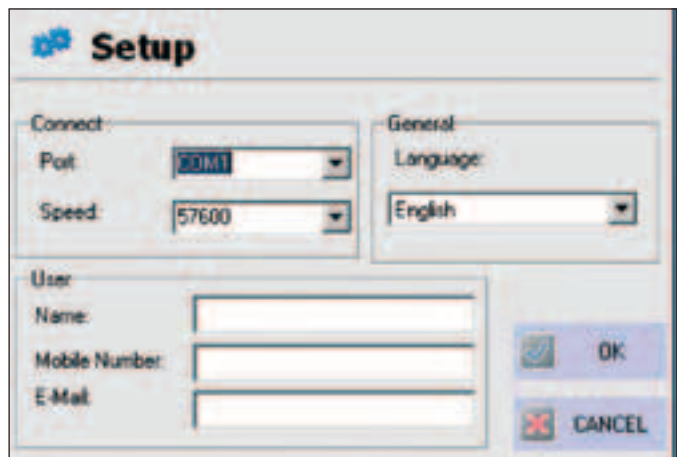 Setup
Connect
Port:
COM1
Speed:
57600
General
Language:
English
User
Name:
Mobile Number:
E-Mail:
OK
CANCEL